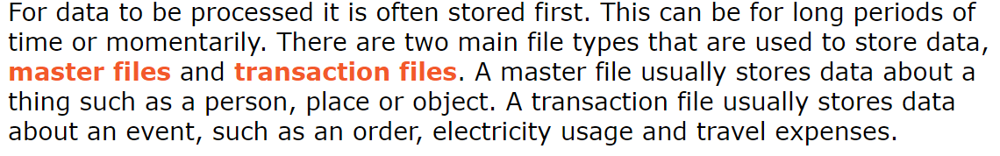 For data to be processed it is often stored first. This can be for long periods of
time or momentarily. There are two main file types that are used to store data,
master files and transaction files. A master file usually stores data about a
thing such as a person, place or object. A transaction file usually stores data
about an event, such as an order, electricity usage and travel expenses.